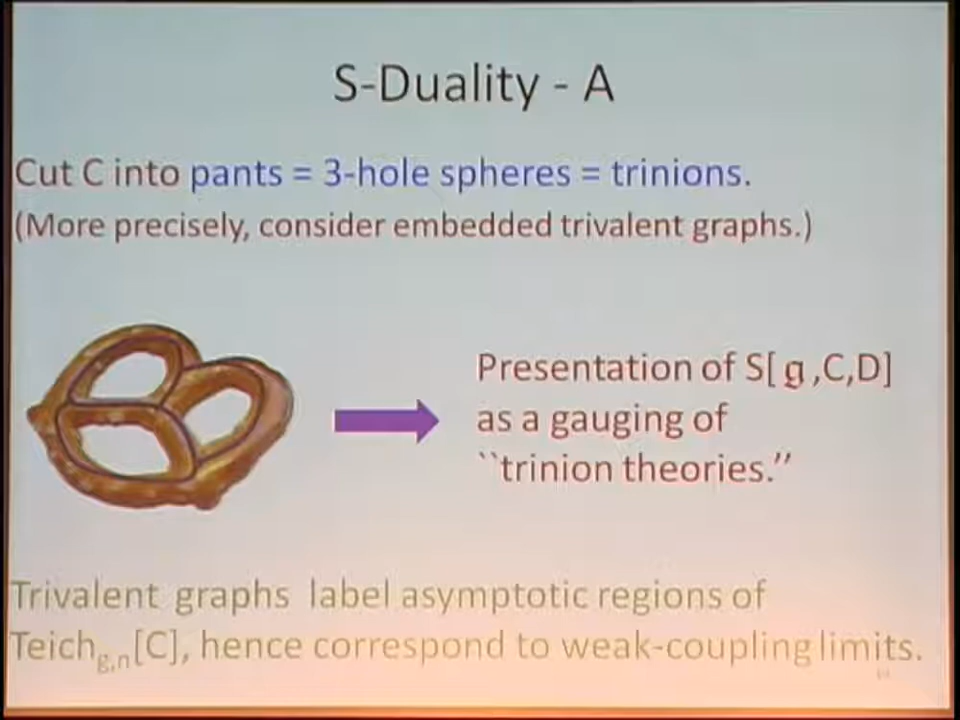 S-Duality - A
Cut C into pants = 3-hole spheres = trinions.
(More precisely, consider embedded trivalent graphs.)
Presentation of S[ g ,C,D]
as a gauging of
``trinion theories.”
Trivalent graphs label asymptotic regions of
Teich_{g,n}[C], hence correspond to weak-coupling limits.